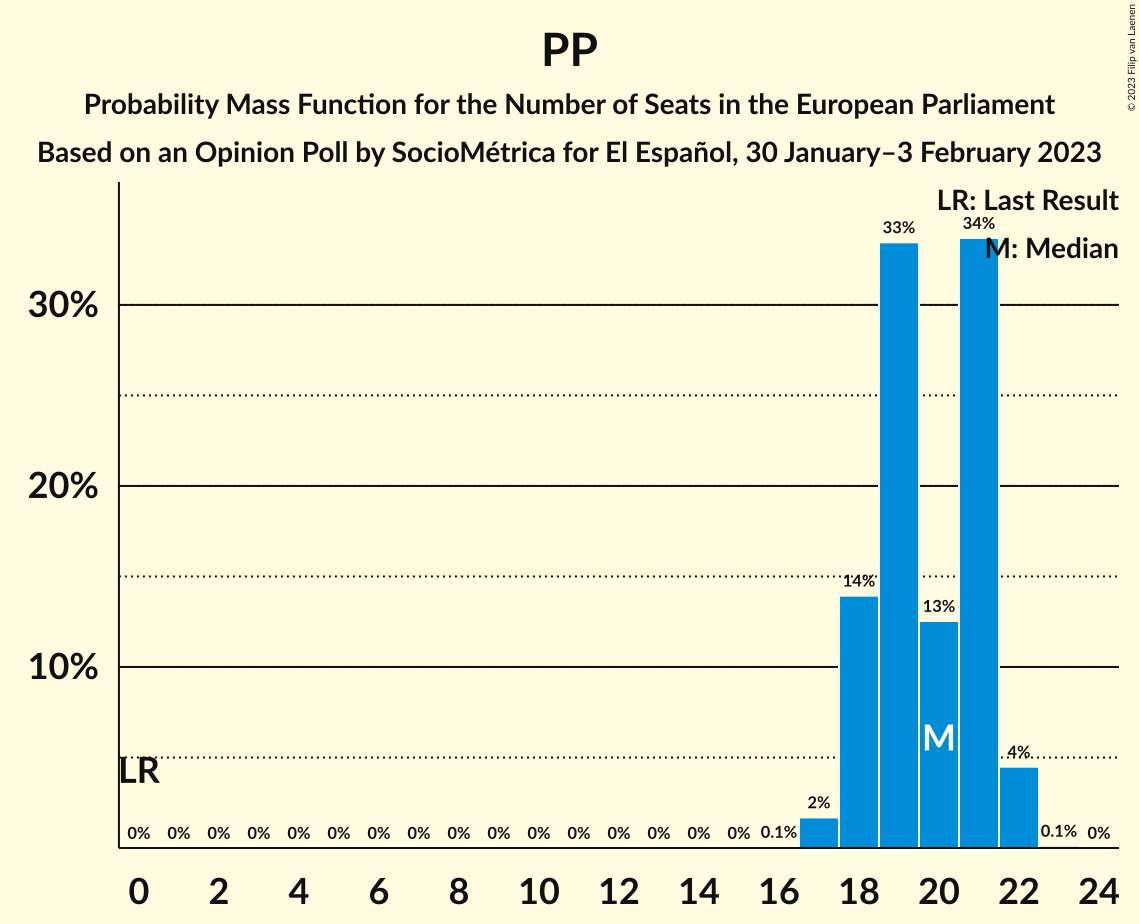 PP
Probability Mass Function for the Number of Seats in the European Parliament
Based on an Opinion Poll by SocioMétrica for El Español, 30 January–3 February 2023
© 2023 Filip van Laenen
LR: Last Result
M: Median
33% 34%
30%
20%
14%
13%
10%
M
4%
LR
2%
0% 0% 0% 0% 0% 0% 0% 0% 0% 0% 0% 0% 0% 0% 0% 0% 0.1% 0.1% 0%
0 2 4 6 8 10 12 14 16 18 20 22 24